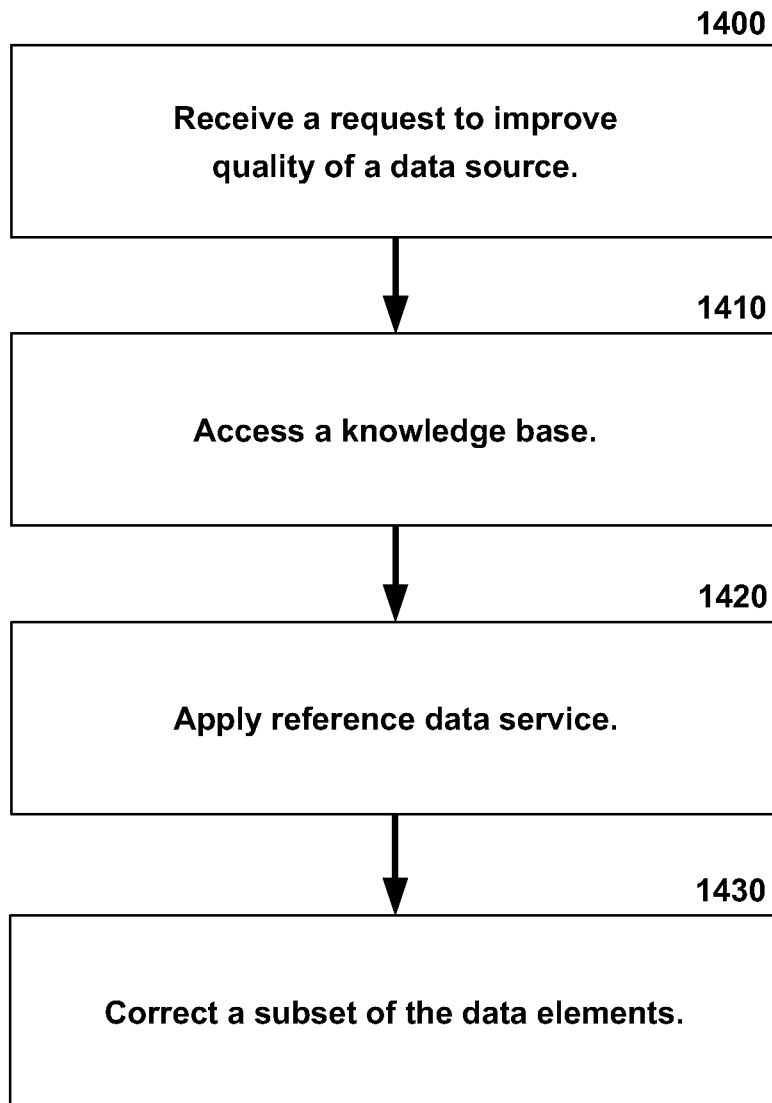 1400
Receive a request to improve
quality of a data source.
1410
Access a knowledge base.
1420
Apply reference data service.
1430
Correct a subset of the data elements.